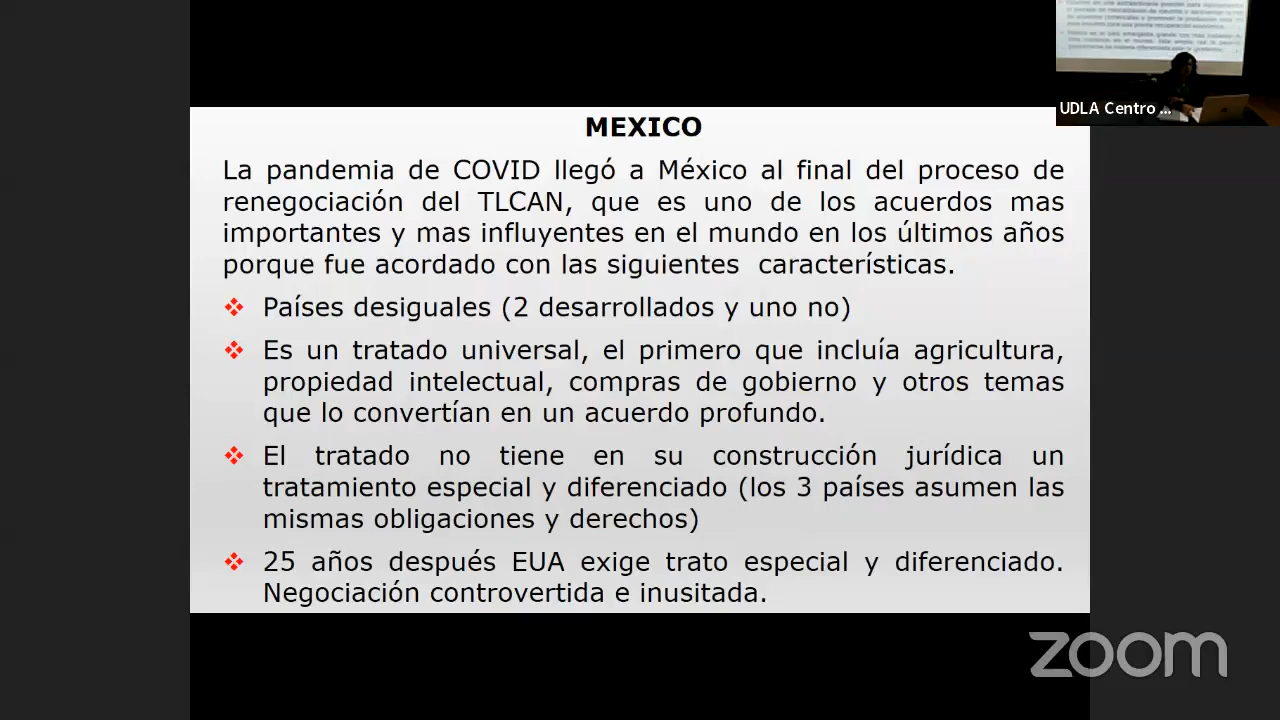 UDLA Centro ...
MEXICO
La pandemia de COVID llegó a México al final del proceso de
renegociación del TLCAN, que es uno de los acuerdos mas
importantes y mas influyentes en el mundo en los últimos años
porque fue acordado con las siguientes características.
Países desiguales (2 desarrollados y uno no)
Es un tratado universal, el primero que incluía agricultura,
propiedad intelectual, compras de gobierno y otros temas
que lo convertían en un acuerdo profundo.
El tratado no tiene en su construcción jurídica un
tratamiento especial y diferenciado (los 3 países asumen las
mismas obligaciones y derechos)
25 años después EUA exige trato especial y diferenciado.
Negociación controvertida e inusitada.
zoom